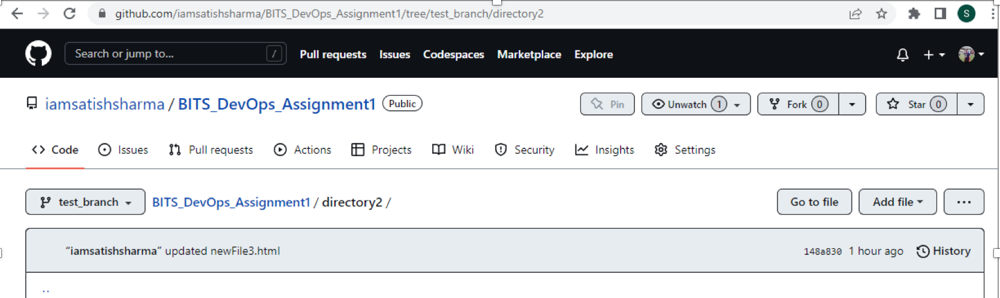 github.com/iamsatishsharma/BITS_DevOps_Assignment1/tree/test_branch/directory2
S
Search or jump to...
/
Pull requests
Issues
Codespaces
Marketplace
Explore
iamsatishsharma / BITS_DevOps_Assignment1
Public
Pin
Unwatch 1
Fork 0
Star 0
Code
Issues
Pull requests
Actions
Projects
Wiki
Security
Insights
Settings
test_branch
BITS_DevOps_Assignment1 / directory2 /
Go to file
Add file
...
“iamsatishsharma” updated newFile3.html
148a830 1 hour ago
History
..